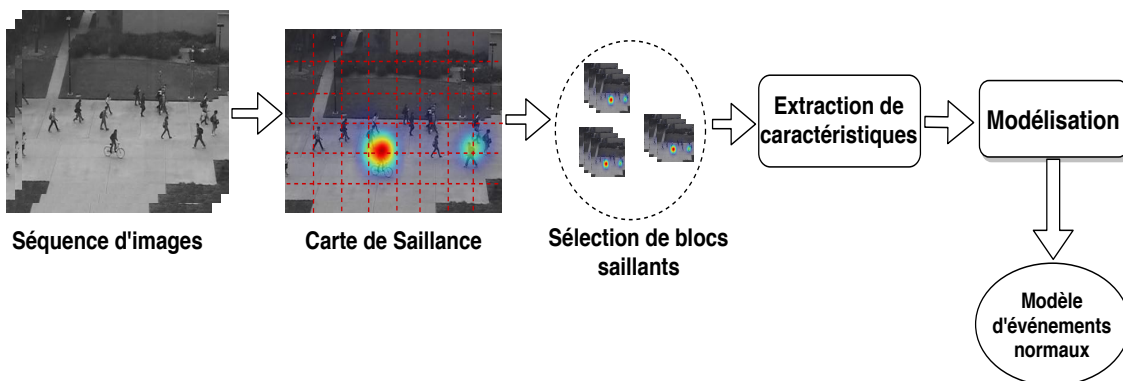 Séquence d'images
Carte de Saillance
Sélection de blocs
saillants
Extraction de
caractéristiques
Modélisation
Modèle
d'événements
normaux